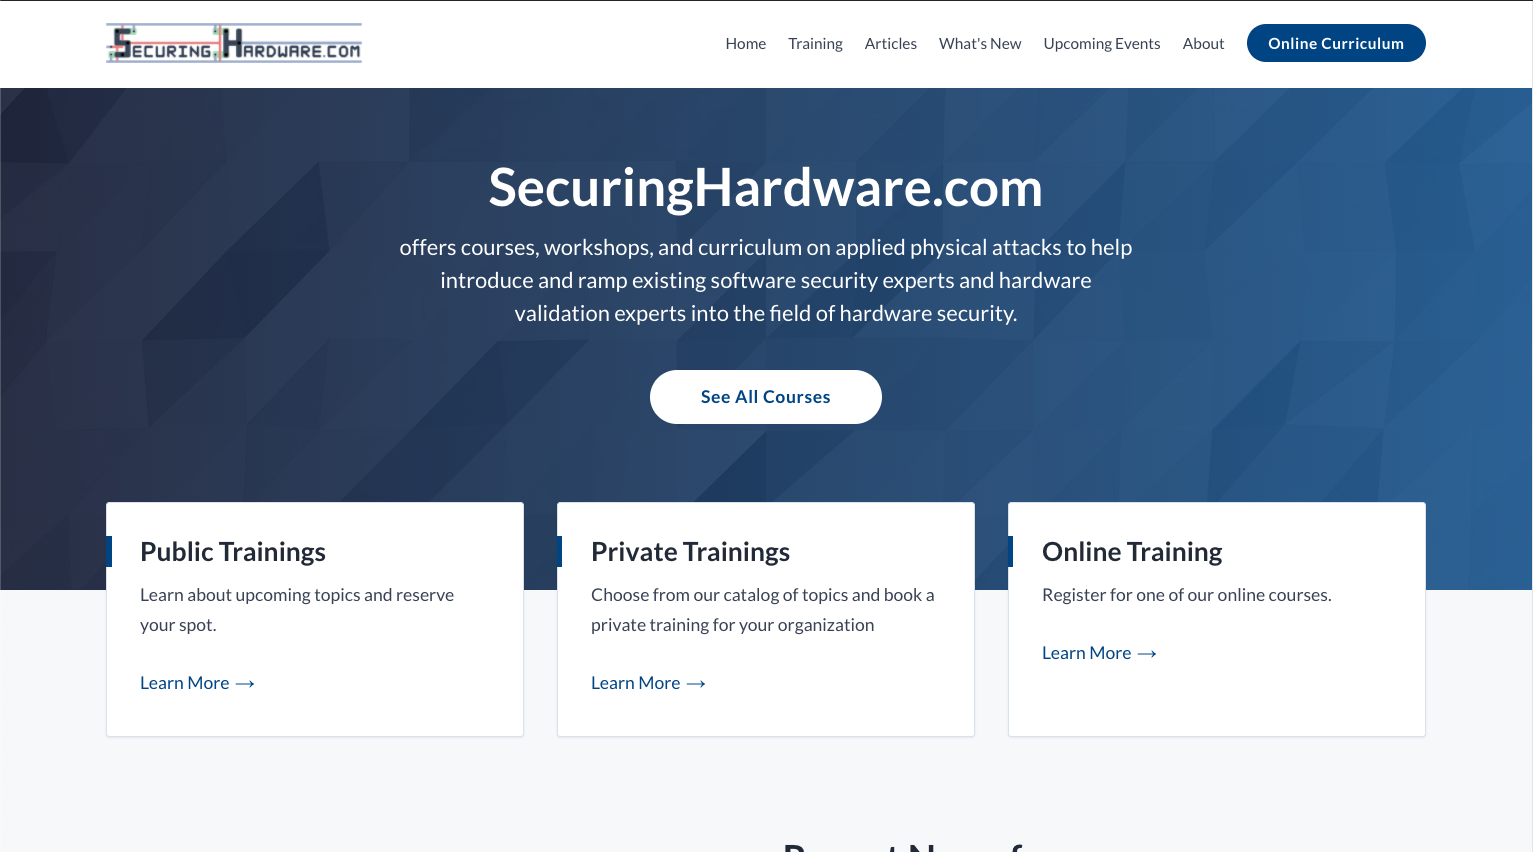 SecuringHardware.com
Home
Training
Articles
What's New
Upcoming Events
About
Online Curriculum
SecuringHardware.com
offers courses, workshops, and curriculum on applied physical attacks to help
introduce and ramp existing software security experts and hardware
validation experts into the field of hardware security.
See All Courses
Public Trainings
Learn about upcoming topics and reserve
your spot.
Learn More →
Private Trainings
Choose from our catalog of topics and book a
private training for your organization
Learn More →
Online Training
Register for one of our online courses.
Learn More →